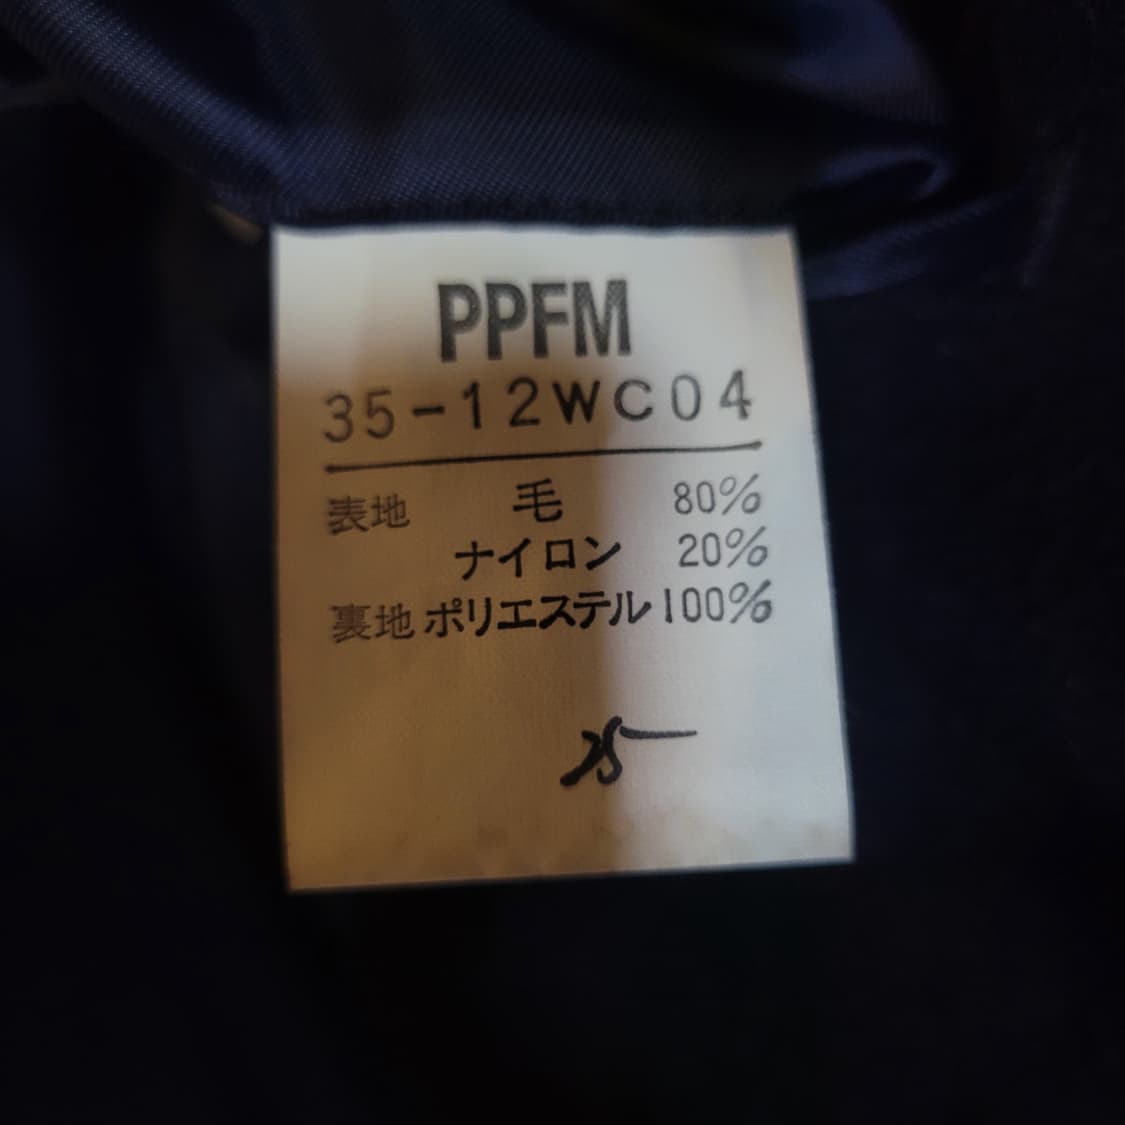 PPFM
35-12WC04
表地 毛 80%
ナイロン 20%
裏地 ポリエステル 100%
25